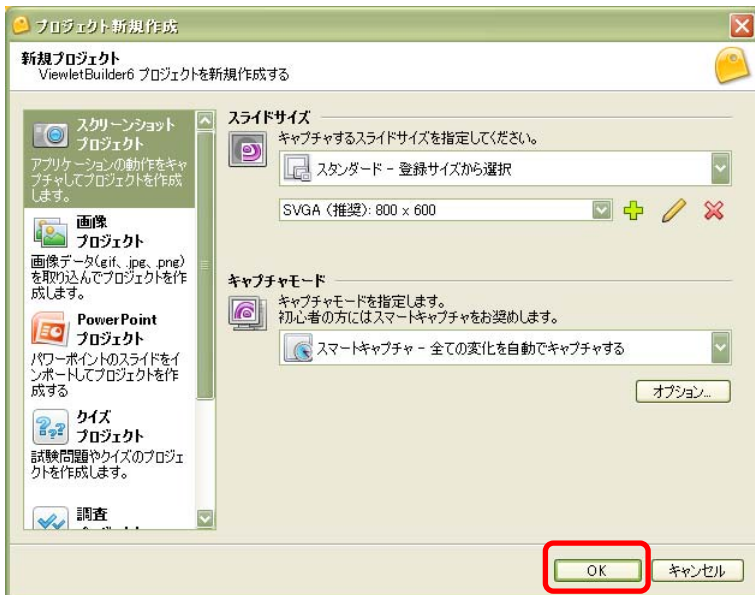 プロジェクト新規作成
新規プロジェクト
ViewletBuilder6 プロジェクトを新規作成する
スクリーンショット
プロジェクト
アプリケーションの動作をキャ
プチャしてプロジェクトを作成
します。
画像
プロジェクト
画像データ(gif、.jpg、.png)
を取り込んでプロジェクトを作
成します。
PowerPoint
プロジェクト
パワーポイントのスライドをイ
ンポートしてプロジェクトを作
成する
クイズ
プロジェクト
試験問題やクイズのプロジェ
クトを作成します。
調査
スライドサイズ
キャプチャするスライドサイズを指定してください。
スタンダード - 登録サイズから選択
SVGA (推奨): 800 x 600
キャプチャモード
キャプチャモードを指定します。
初心者の方にはスマートキャプチャをお奨めします。
スマートキャプチャ - 全ての変化を自動でキャプチャする
オプション...
OK
キャンセル